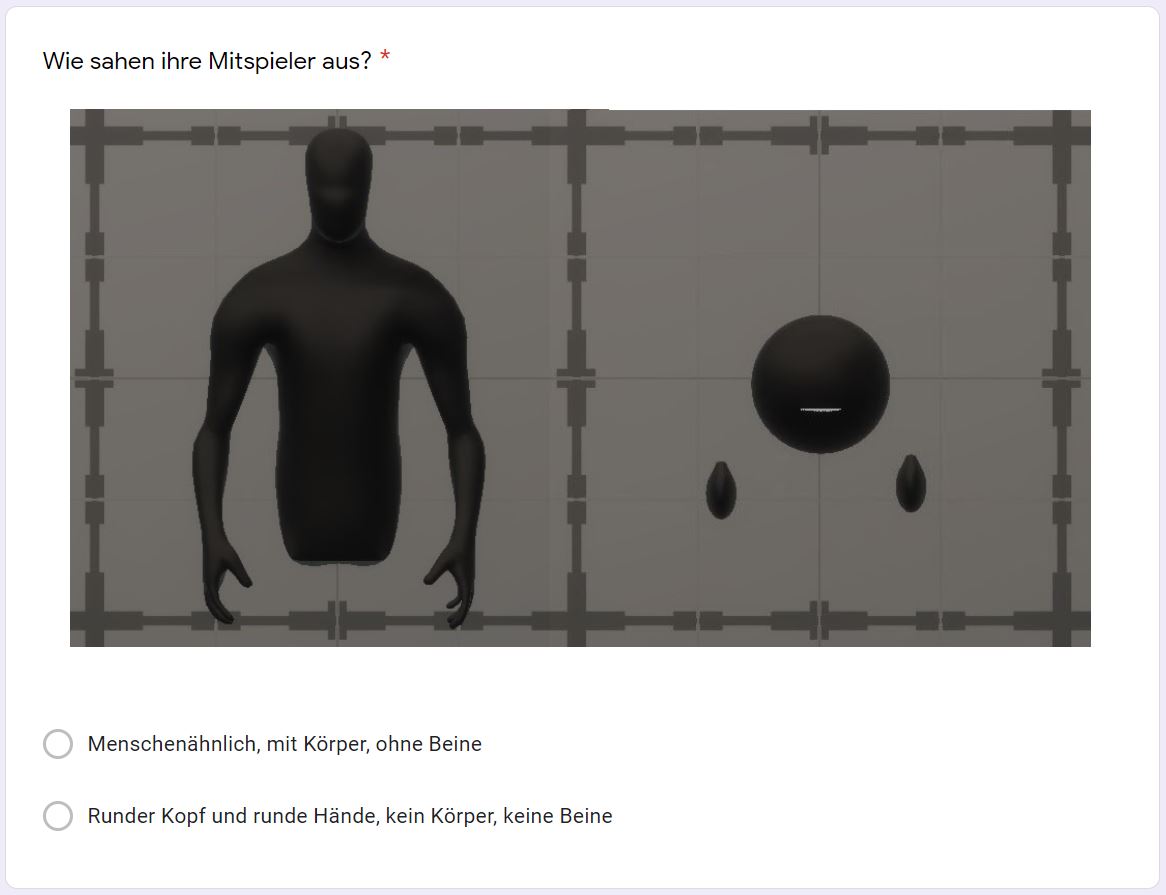 Wie sahen ihre Mitspieler aus? *
Menschenähnlich, mit Körper, ohne Beine
Runder Kopf und runde Hände, kein Körper, keine Beine